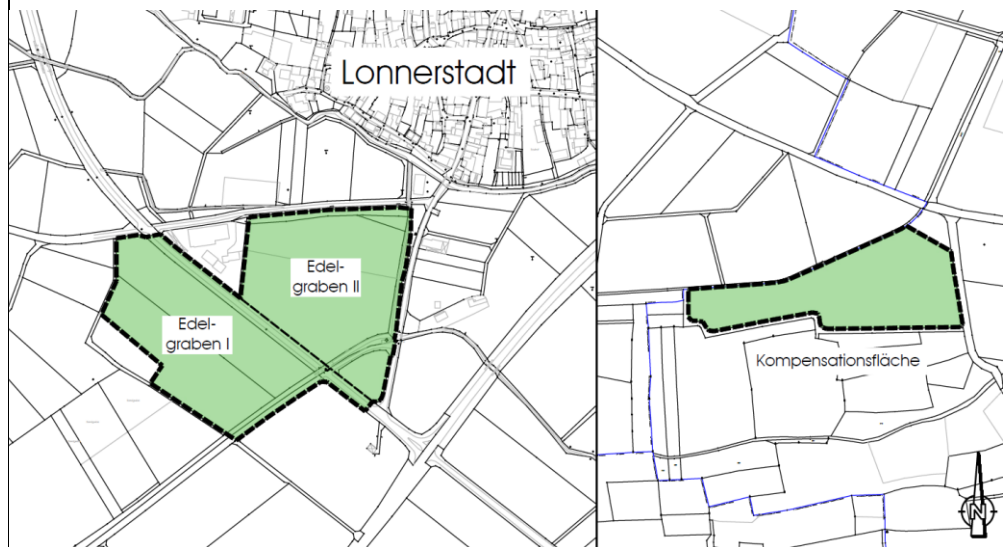 Lonnerstadt
Edel-
graben II
Edel-
graben I
Kompensationsfläche
N